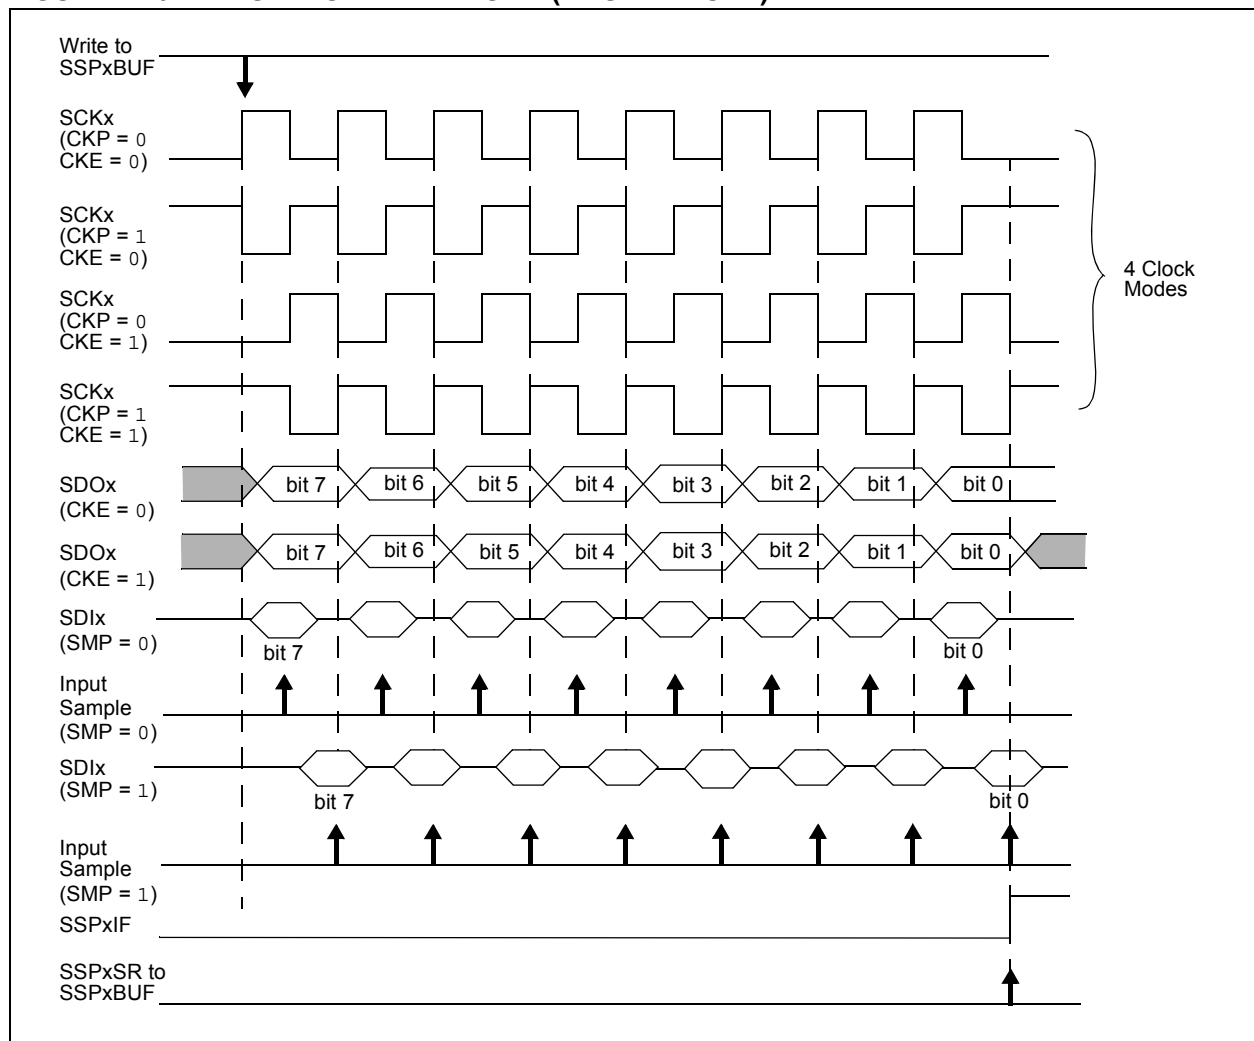 Write to
SSPxBUF
SCKx
(CKP = 0
CKE = 0)
SCKx
(CKP = 1
CKE = 0)
SCKx
(CKP = 0
CKE = 1)
SCKx
(CKP = 1
CKE = 1)
4 Clock
Modes
SDOx
(CKE = 0)
bit 7 bit 6 bit 5 bit 4 bit 3 bit 2 bit 1 bit 0
SDOx
(CKE = 1)
bit 7 bit 6 bit 5 bit 4 bit 3 bit 2 bit 1 bit 0
SDIx
(SMP = 0)
bit 7 bit 0
Input
Sample
(SMP = 0)
SDIx
(SMP = 1)
bit 7 bit 0
Input
Sample
(SMP = 1)
SSPxIF
SSPxSR to
SSPxBUF